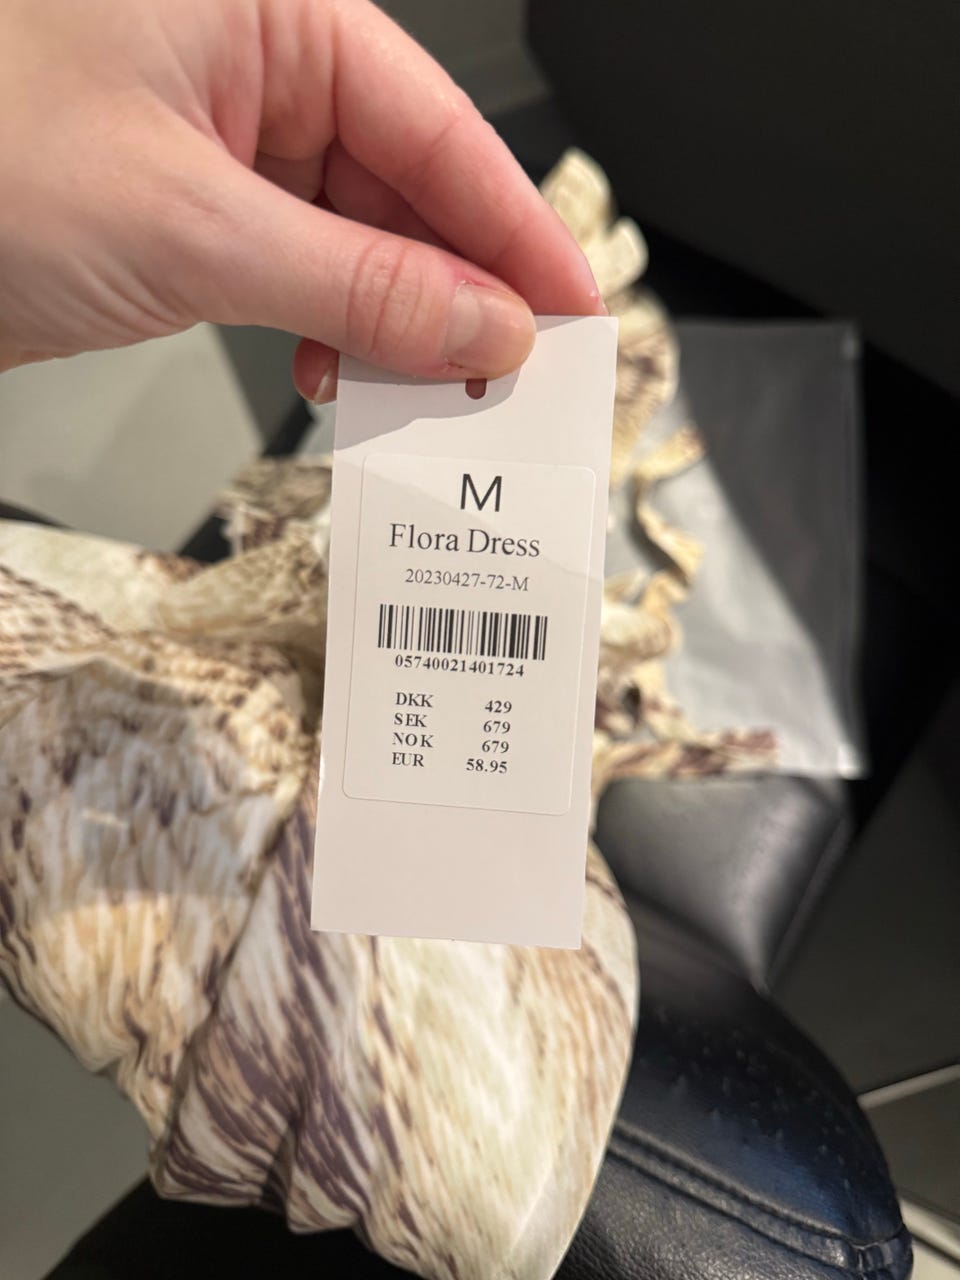 M
Flora Dress
20230427-72-M
05740021401724
DKK 429
SEK 679
NOK 679
EUR 58.95